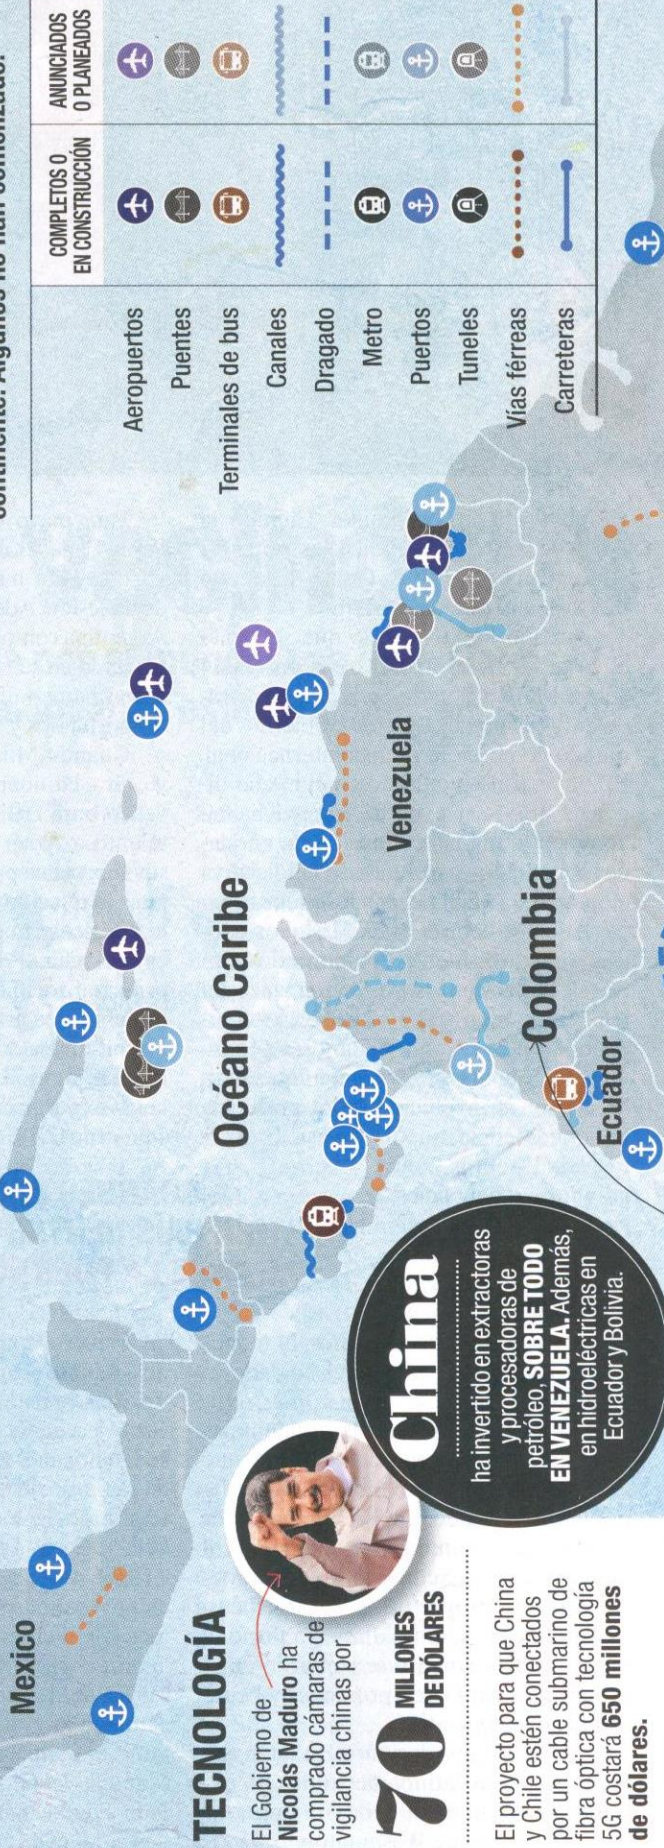 continente. Algunos no han comenzado.
COMPLETOS O
EN CONSTRUCCIÓN
ANUNCIADOS
O PLANEADOS
Aeropuertos
Puentes
Terminales de bus
Canales
Dragado
Metro
Puertos
Tuneles
Vías férreas
Carreteras
Mexico
Océano Caribe
Venezuela
Colombia
Ecuador
TECNOLOGÍA
El Gobierno de
Nicolás Maduro ha
comprado cámaras de
vigilancia chinas por
70 MILLONES
DE DÓLARES
El proyecto para que China
y Chile estén conectados
por un cable submarino de
fibra óptica con tecnología
5G costará 650 millones
de dólares.
China
ha invertido en extractoras
y procesadoras de
petróleo, SOBRE TODO
EN VENEZUELA. Además,
en hidroeléctricas en
Ecuador y Bolivia.